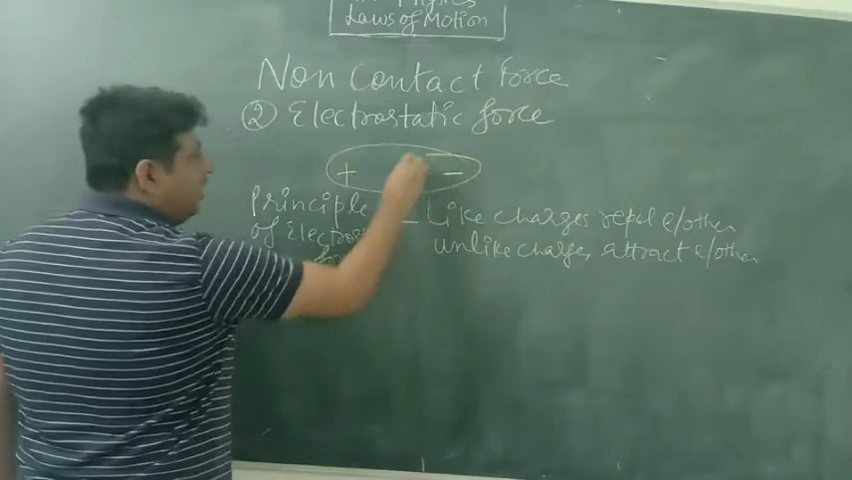 Physics
Laws of Motion
Non Contact force
② Electrostatic force
+ −
Principle – Like charges repel e/other
of Electros unlike charges attract e/other